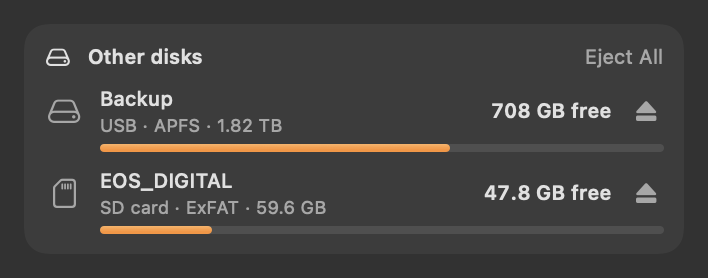 Other disks
Eject All
Backup
708 GB free
USB · APFS · 1.82 TB
EOS_DIGITAL
47.8 GB free
SD card · ExFAT · 59.6 GB